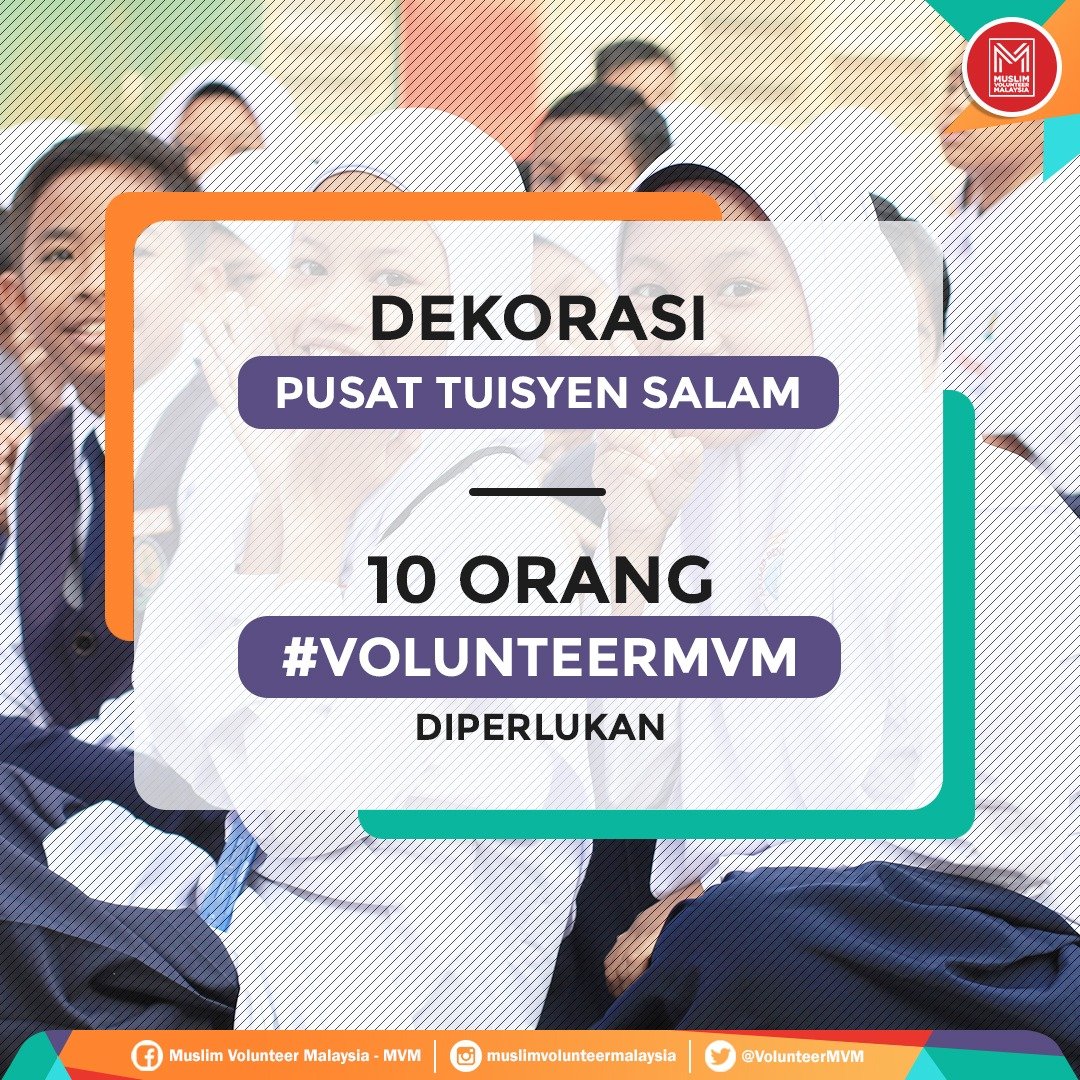 M
MUSLIM
VOLUNTEER
MALAYSIA
DEKORASI
PUSAT TUISYEN SALAM
10 ORANG
#VOLUNTEERMVM
DIPERLUKAN
Muslim Volunteer Malaysia - MVM
muslimvolunteermalaysia
@VolunteerMVM